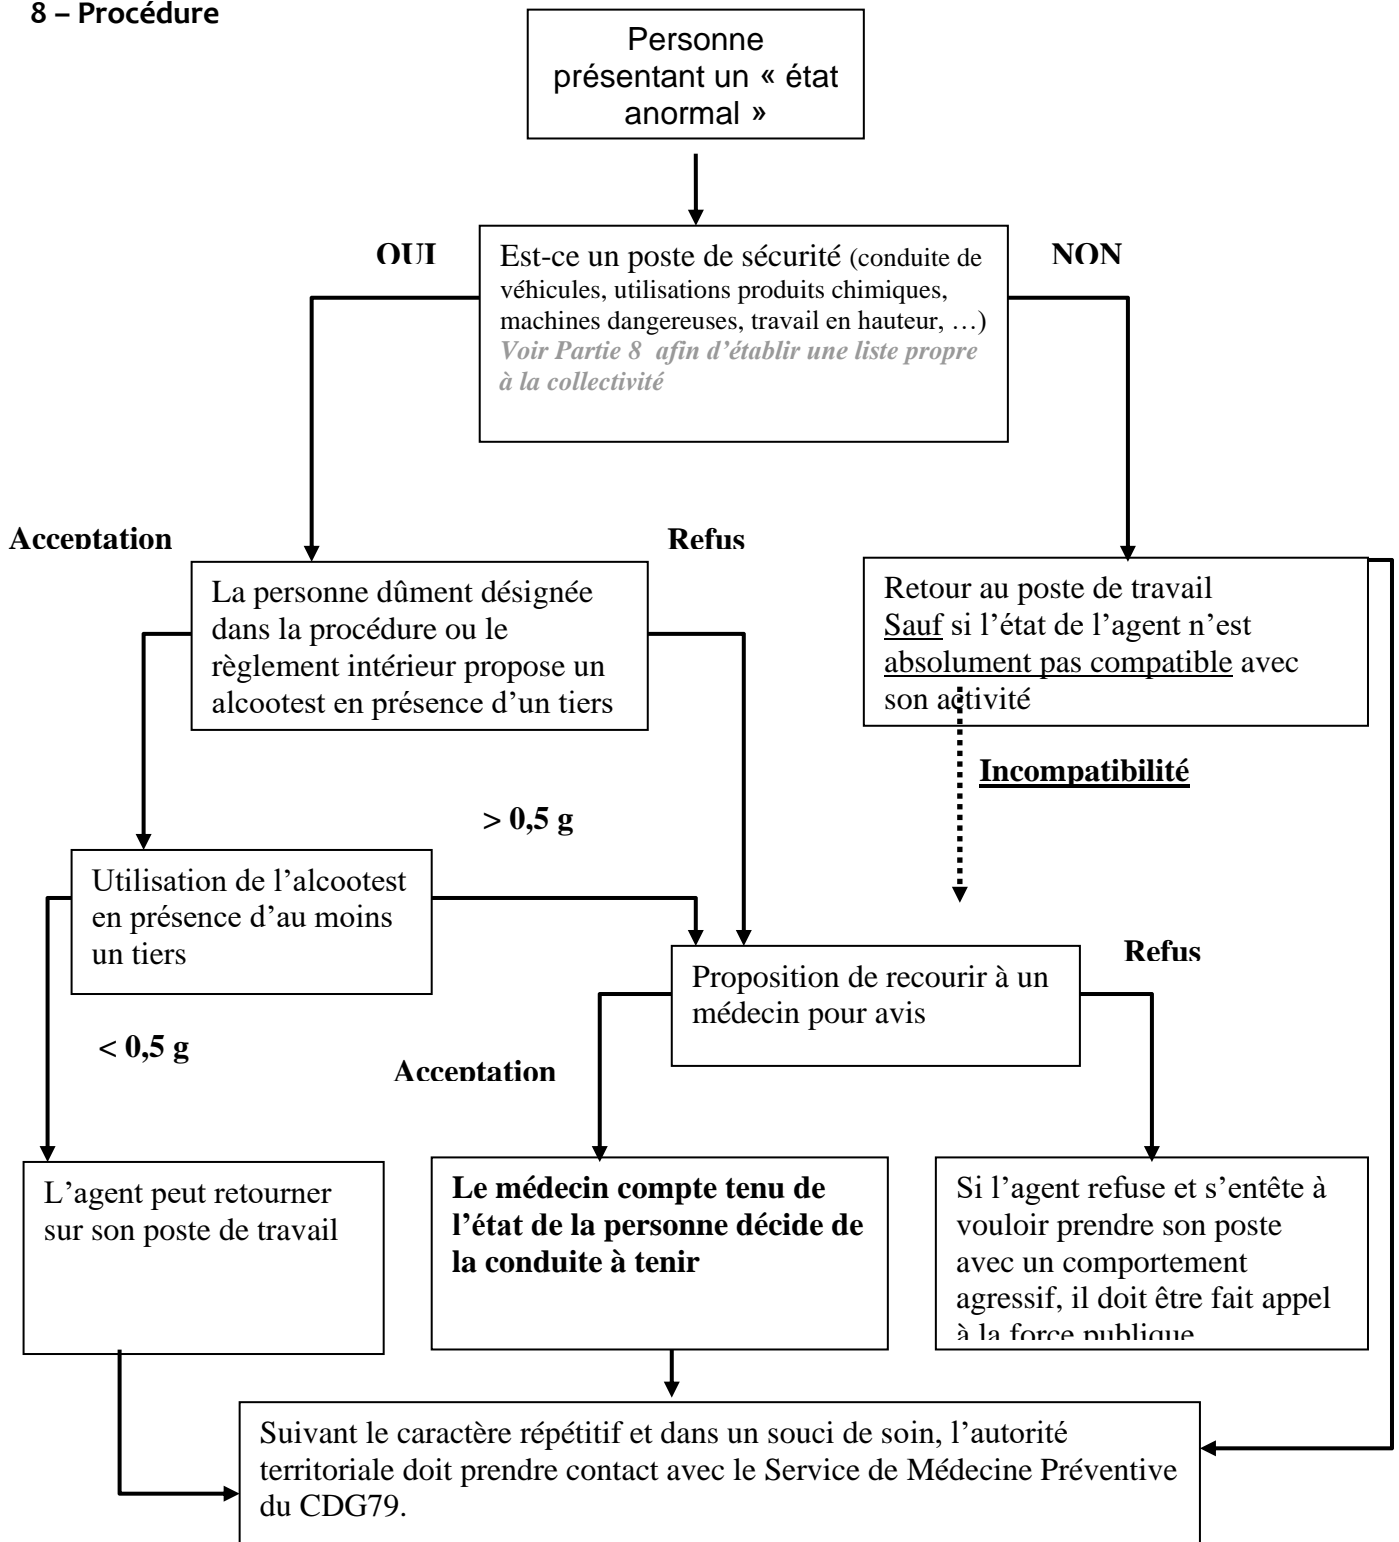 8 – Procédure
Personne
présentant un « état
anormal »
OUI
Est-ce un poste de sécurité (conduite de
véhicules, utilisations produits chimiques,
machines dangereuses, travail en hauteur, …)
Voir Partie 8 afin d’établir une liste propre
à la collectivité
NON
Acceptation
Refus
La personne dûment désignée
dans la procédure ou le
règlement intérieur propose un
alcootest en présence d’un tiers
Retour au poste de travail
Sauf si l’état de l’agent n’est
absolument pas compatible avec
son activité
Incompatibilité
> 0,5 g
Utilisation de l’alcootest
en présence d’au moins
un tiers
Refus
Proposition de recourir à un
médecin pour avis
< 0,5 g
Acceptation
L’agent peut retourner
sur son poste de travail
Le médecin compte tenu de
l’état de la personne décide de
la conduite à tenir
Si l’agent refuse et s’entête à
vouloir prendre son poste
avec un comportement
agressif, il doit être fait appel
à la force publique
Suivant le caractère répétitif et dans un souci de soin, l’autorité
territoriale doit prendre contact avec le Service de Médecine Préventive
du CDG79.